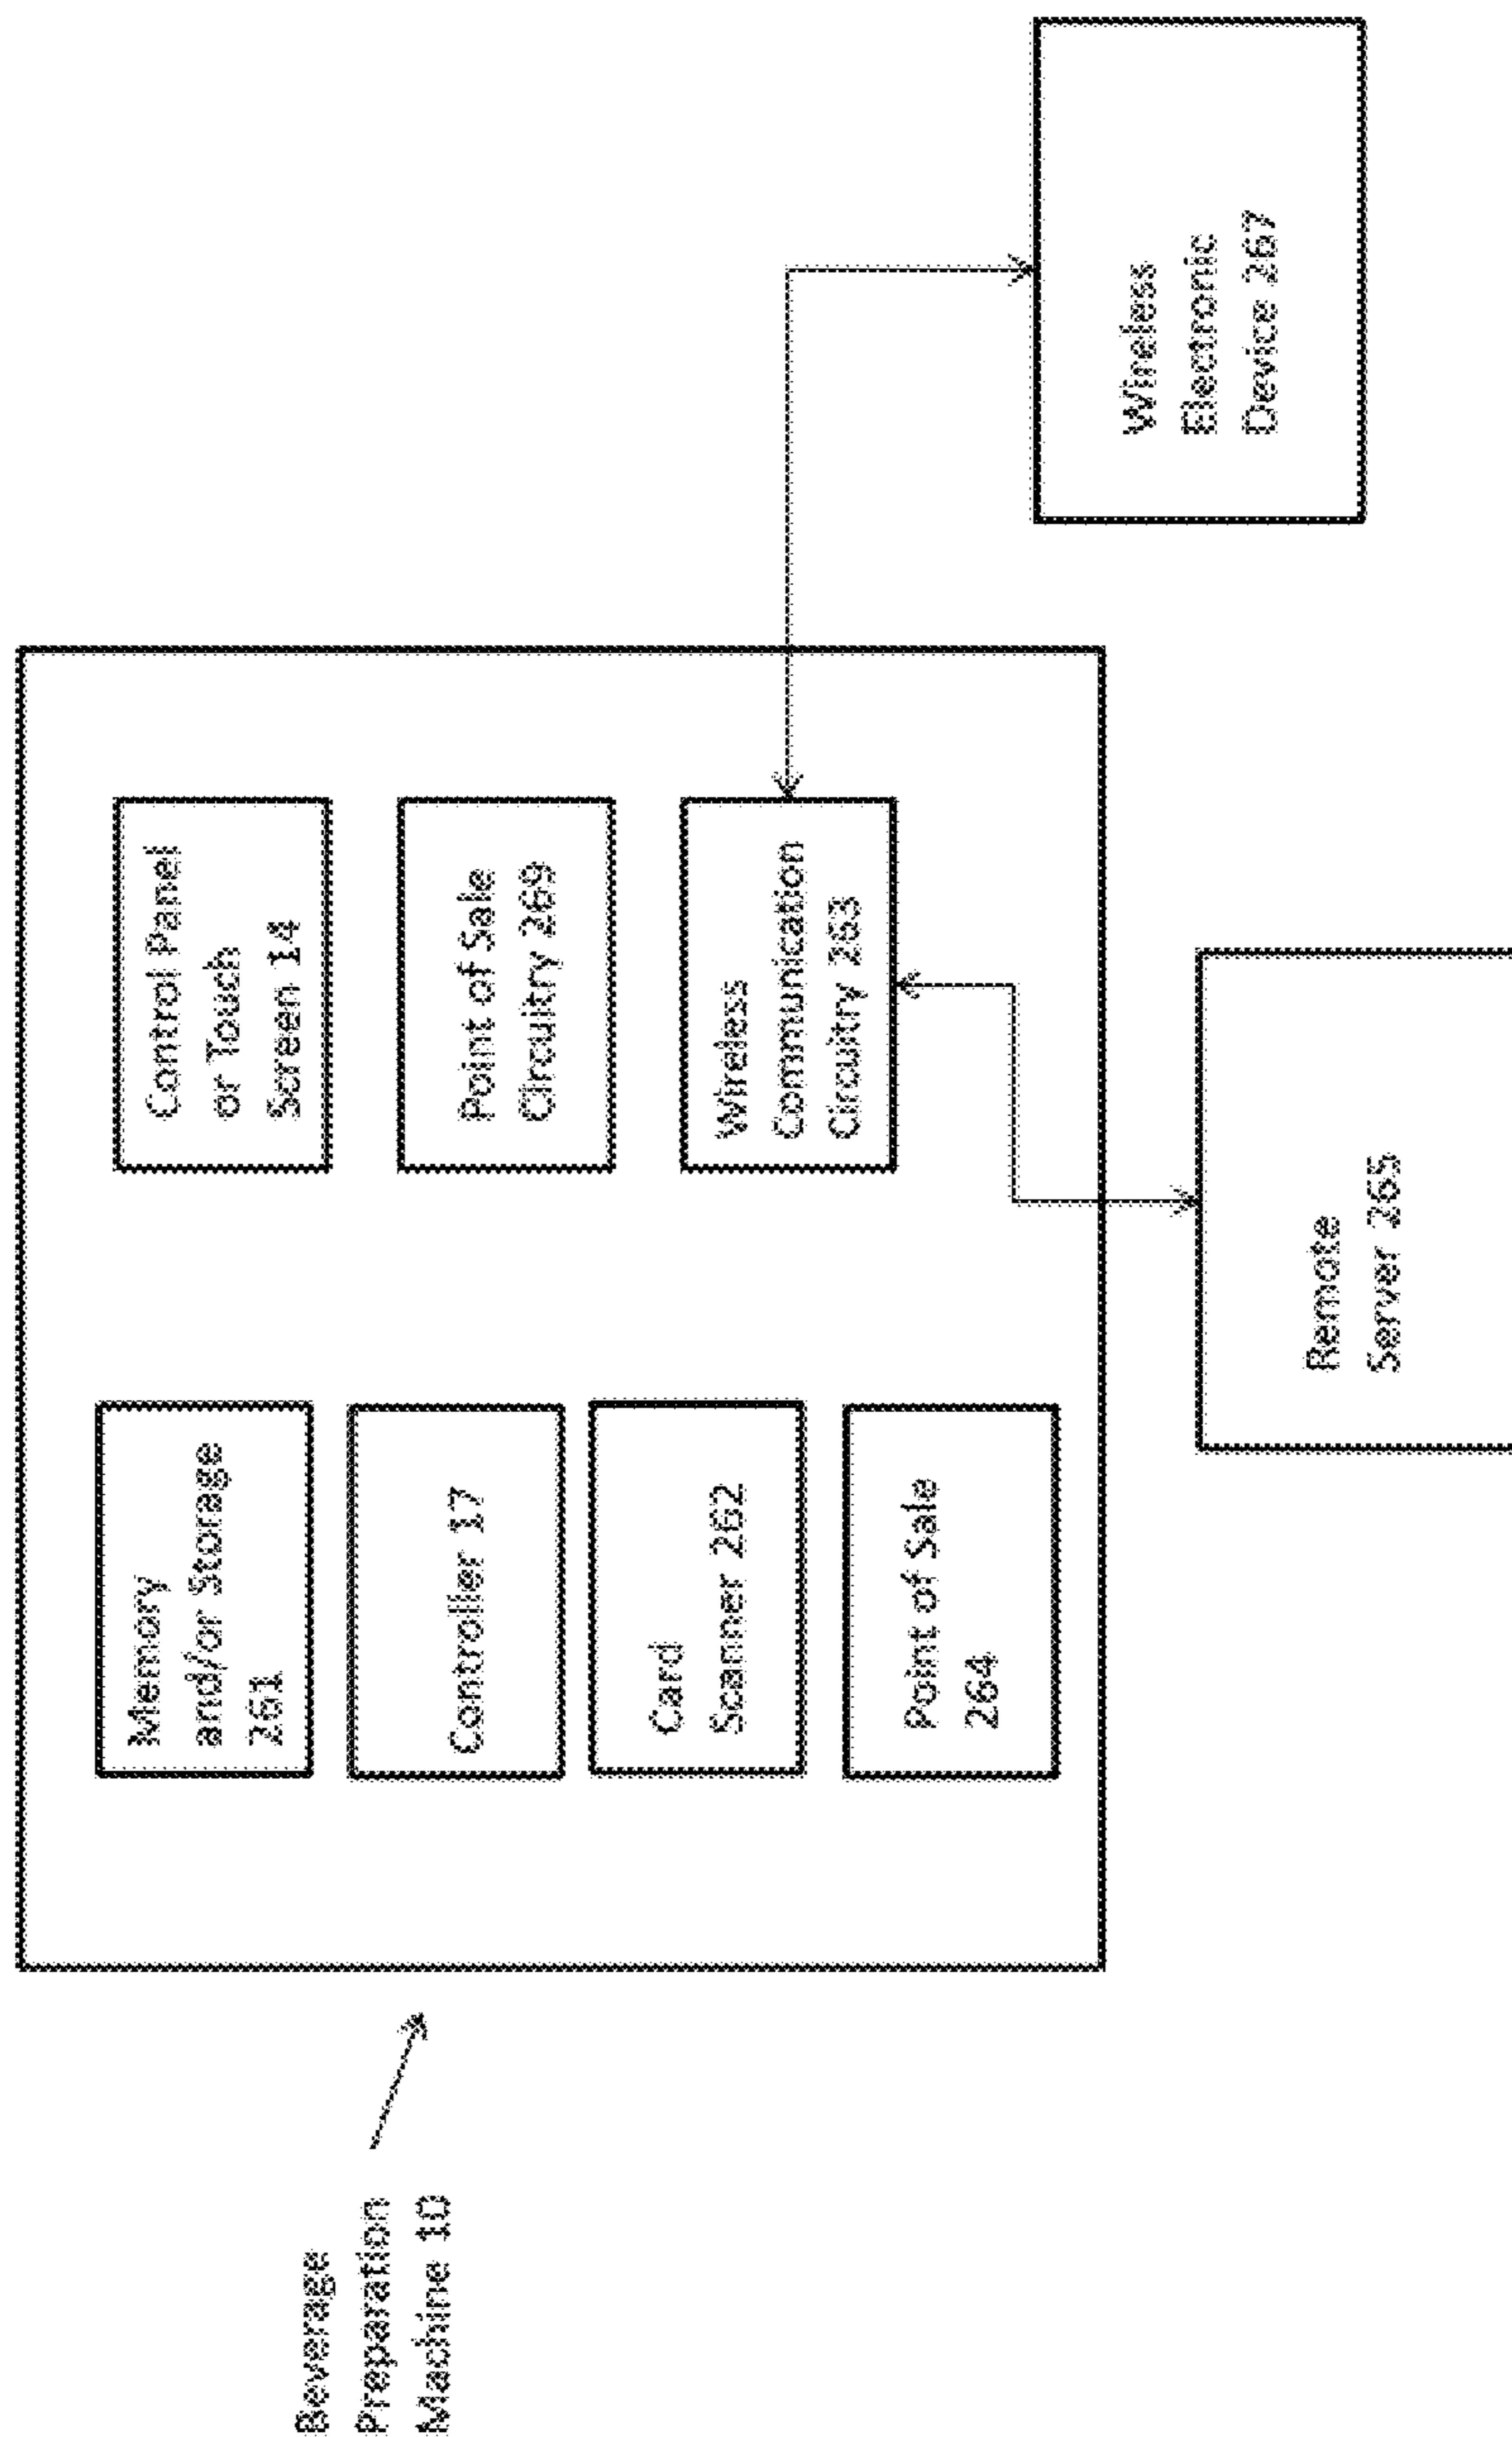 Beverage
Preparation
Machine 10
Memory
and/or Storage
261
Controller 17
Card
Scanner 262
Point of Sale
264
Control Panel
or Touch
Screen 14
Point of Sale
Circuitry 269
Wireless
Communication
Circuitry 263
Remote
Server 265
Wireless
Electronic
Device 267